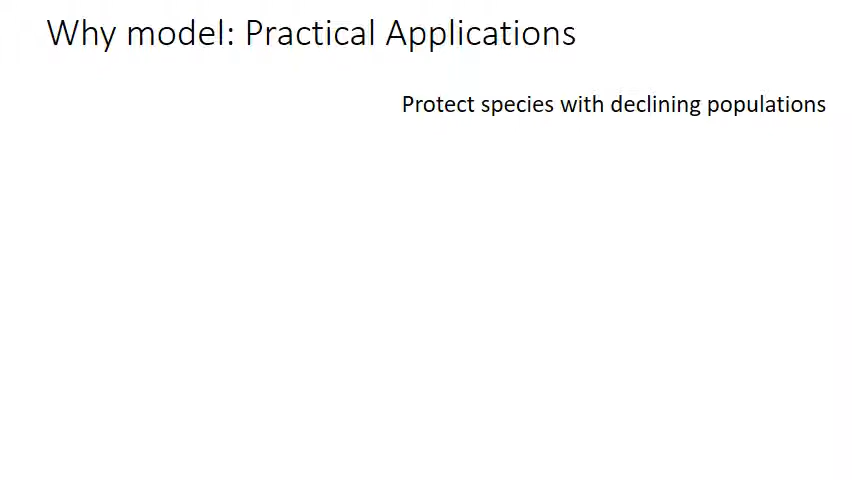 Why model: Practical Applications
Protect species with declining populations